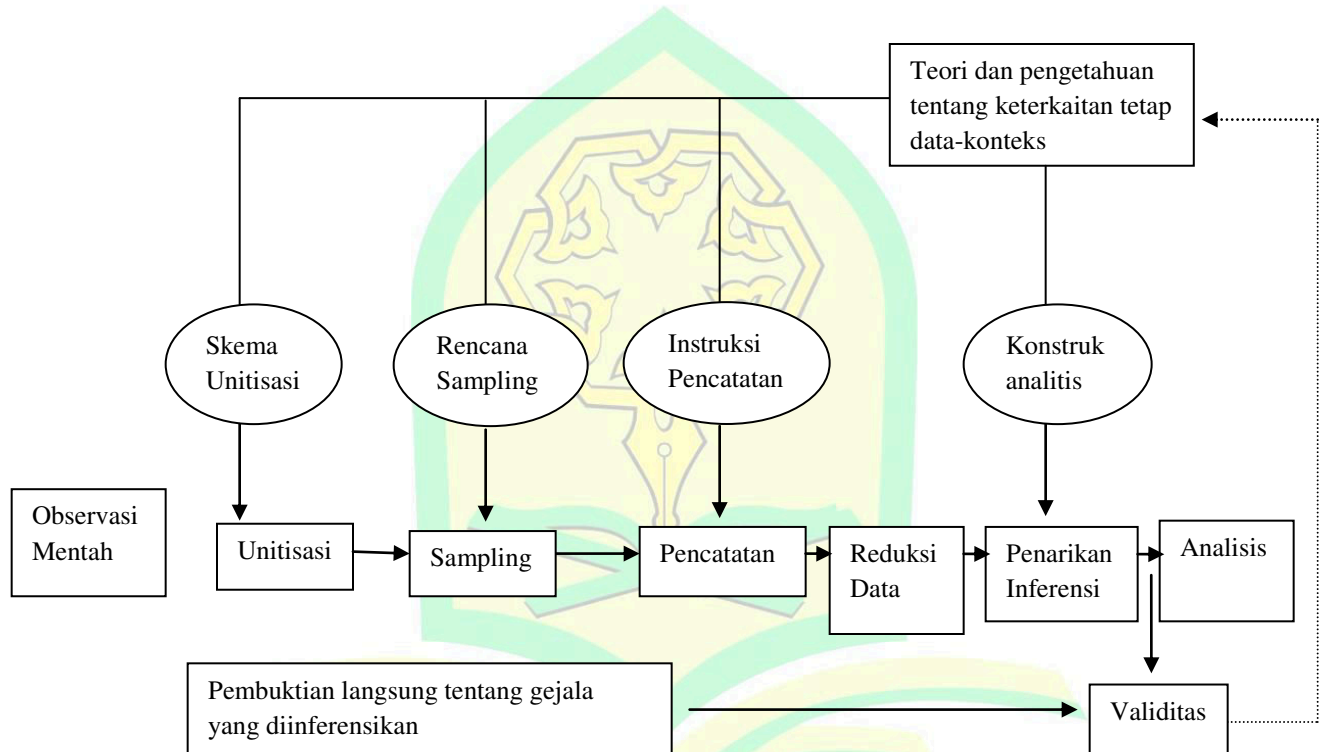 Teori dan pengetahuan
tentang keterkaitan tetap
data-konteks
Skema
Unitisasi
Rencana
Sampling
Instruksi
Pencatatan
Konstruk
analitis
Observasi
Mentah
Unitisasi
Sampling
Pencatatan
Reduksi
Data
Penarikan
Inferensi
Analisis
Pembuktian langsung tentang gejala
yang diinferensikan
Validitas